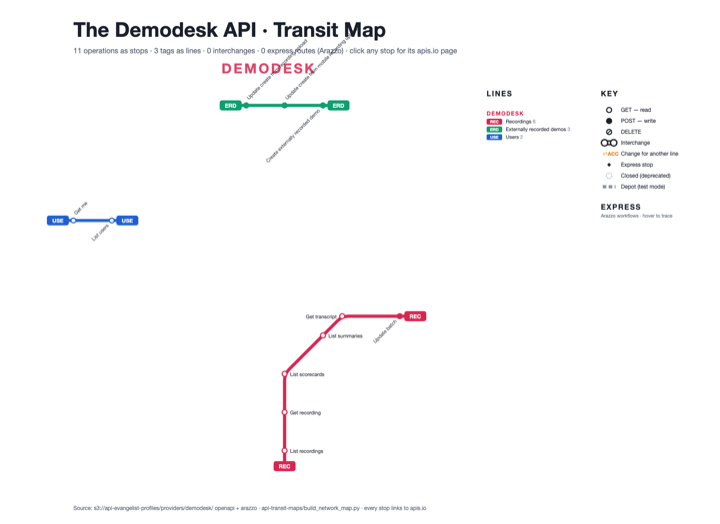 The Demodesk API · Transit Map
11 operations as stops · 3 tags as lines · 0 interchanges · 0 express routes (Arazzo) · click any stop for its apis.io page
DEMODESK
ERD
ERD
Update create
Update create
Create externally recorded demo
LINES
DEMODESK
REC Recordings 6
ERD Externally recorded demos 3
USE Users 2
KEY
GET — read
POST — write
DELETE
Interchange
Change for another line
Express stop
Closed (deprecated)
Depot (test mode)
EXPRESS
Arazzo workflows · hover to trace
USE
USE
Get me
List users
Get transcript
REC
Update batch
List summaries
List scorecards
Get recording
List recordings
REC
Source: s3://api-evangelist-profiles/providers/demodesk/ openapi + arazzo · api-transit-maps/build_network_map.py · every stop links to apis.io